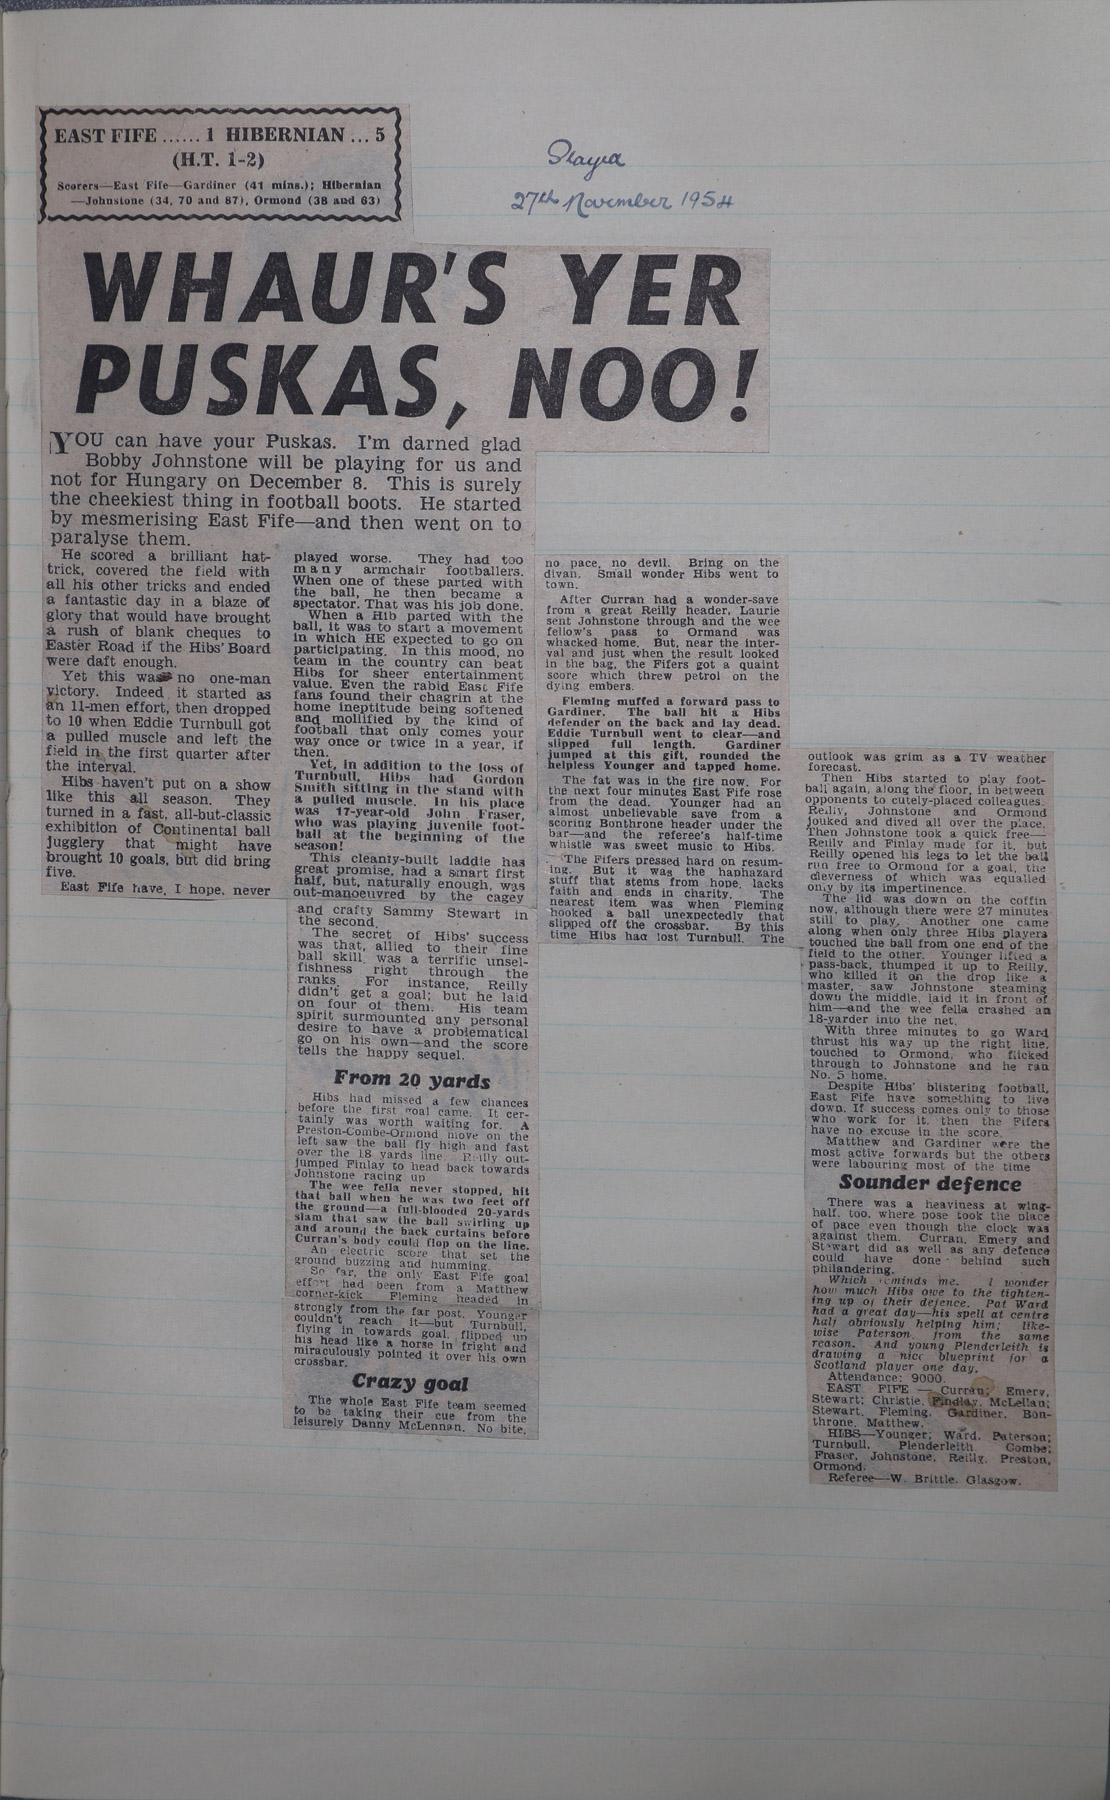 EAST FIFE ...... 1 HIBERNIAN ... 5
(H.T. 1-2)
Scorers—East Fife—Gardiner (41 mins.); Hibernian
—Johnstone (34, 70 and 87), Ormond (38 and 63)
Played
27th November 1954
WHAUR'S YER
PUSKAS, NOO!
YOU can have your Puskas. I'm darned glad
Bobby Johnstone will be playing for us and
not for Hungary on December 8. This is surely
the cheekiest thing in football boots. He started
by mesmerising East Fife—and then went on to
paralyse them.
He scored a brilliant hat-
trick, covered the field with
all his other tricks and ended
a fantastic day in a blaze of
glory that would have brought
a rush of blank cheques to
Easter Road if the Hibs' Board
were daft enough.
Yet this was no one-man
victory. Indeed it started as
an 11-men effort, then dropped
to 10 when Eddie Turnbull got
a pulled muscle and left the
field in the first quarter after
the interval.
Hibs haven't put on a show
like this all season. They
turned in a fast, all-but-classic
exhibition of Continental ball
jugglery that might have
brought 10 goals, but did bring
five.
East Fife have, I hope, never
played worse. They had too
many armchair footballers.
When one of these parted with
the ball, he then became a
spectator. That was his job done.
When a Hib parted with the
ball, it was to start a movement
in which HE expected to go on
participating. In this mood, no
team in the country can beat
Hibs for sheer entertainment
value. Even the rabid East Fife
fans found their chagrin at the
home ineptitude being softened
and mollified by the kind of
football that only comes your
way once or twice in a year, if
then.
Yet, in addition to the loss of
Turnbull, Hibs had Gordon
Smith sitting in the stand with
a pulled muscle. In his place
was 17-year-old John Fraser,
who was playing juvenile foot-
ball at the beginning of the
season!
This cleanly-built laddie has
great promise, had a smart first
half, but, naturally enough, was
out-manoeuvred by the cagey
and crafty Sammy Stewart in
the second.
The secret of Hibs' success
was that, allied to their fine
ball skill, was a terrific unsel-
fishness right through the
ranks. For instance, Reilly
didn't get a goal; but he laid
on four of them. His team
spirit surmounted any personal
desire to have a problematical
go on his own—and the score
tells the happy sequel.
From 20 yards
Hibs had missed a few chances
before the first goal came. It cer-
tainly was worth waiting for. A
Preston-Combe-Ormond move on the
left saw the ball fly high and fast
over the 18 yards line. Reilly out-
jumped Finlay to head back towards
Johnstone racing up
The wee fella never stopped, hit
that ball when he was two feet off
the ground—a full-blooded 20-yards
slam that saw the ball swirling up
and around the back curtains before
Curran's body could flop on the line.
An electric score that set the
ground buzzing and humming.
So far, the only East Fife goal
effort had been from a Matthew
corner-kick Fleming headed in
strongly from the far post. Younger
couldn't reach it—but Turnbull,
flying in towards goal, flipped up
his head like a horse in fright and
miraculously pointed it over his own
crossbar.
Crazy goal
The whole East Fife team seemed
to be taking their cue from the
leisurely Danny McLennan. No bite,
no pace, no devil. Bring on the
divan. Small wonder Hibs went to
town.
After Curran had a wonder-save
from a great Reilly header, Laurie
sent Johnstone through and the wee
fellow's pass to Ormand was
whacked home. But, near the inter-
val and just when the result looked
in the bag, the Fifers got a quaint
score which threw petrol on the
dying embers.
Fleming muffed a forward pass to
Gardiner. The ball hit a Hibs
defender on the back and lay dead.
Eddie Turnbull went to clear—and
slipped full length. Gardiner
jumped at this gift, rounded the
helpless Younger and tapped home.
The fat was in the fire now. For
the next four minutes East Fife rose
from the dead. Younger had an
almost unbelievable save from a
scoring Bonthrone header under the
bar—and the referee's half-time
whistle was sweet music to Hibs.
The Fifers pressed hard on resum-
ing. But it was the haphazard
stuff that stems from hope, lacks
faith and ends in charity. The
nearest item was when Fleming
hooked a ball unexpectedly that
slipped off the crossbar. By this
time Hibs had lost Turnbull. The
outlook was grim as a TV weather
forecast.
Then Hibs started to play foot-
ball again, along the floor, in between
opponents to cutely-placed colleagues.
Reilly, Johnstone and Ormond
jouked and dived all over the place.
Then Johnstone took a quick free—
Reilly and Finlay made for it, but
Reilly opened his legs to let the ball
run free to Ormond for a goal, the
cleverness of which was equalled
only by its impertinence.
The lid was down on the coffin
now, although there were 27 minutes
still to play. Another one came
along when only three Hibs players
touched the ball from one end of the
field to the other. Younger lifted a
pass-back, thumped it up to Reilly,
who killed it on the drop like a
master, saw Johnstone steaming
down the middle, laid it in front of
him—and the wee fella crashed an
18-yarder into the net.
With three minutes to go Ward
thrust his way up the right line,
touched to Ormond, who flicked
through to Johnstone and he ran
No. 5 home.
Despite Hibs' blistering football,
East Fife have something to live
down. If success comes only to those
who work for it, then the Fifers
have no excuse in the score.
Matthew and Gardiner were the
most active forwards but the others
were labouring most of the time
Sounder defence
There was a heaviness at wing-
half, too, where pose took the place
of pace even though the clock was
against them. Curran, Emery and
Stewart did as well as any defence
could have done behind such
philandering.
Which reminds me. I wonder
how much Hibs owe to the tighten-
ing up of their defence. Pat Ward
had a great day—his spell at centre
half obviously helping him; like-
wise Paterson, from the same
reason. And young Plenderleith is
drawing a nice blueprint for a
Scotland player one day.
Attendance: 9000.
EAST FIFE — Curran; Emery,
Stewart; Christie, Findlay, McLellan;
Stewart, Fleming, Gardiner, Bon-
throne, Matthew.
HIBS—Younger; Ward, Paterson;
Turnbull, Plenderleith Combe;
Fraser, Johnstone, Reilly, Preston,
Ormond.
Referee—W. Brittle, Glasgow.